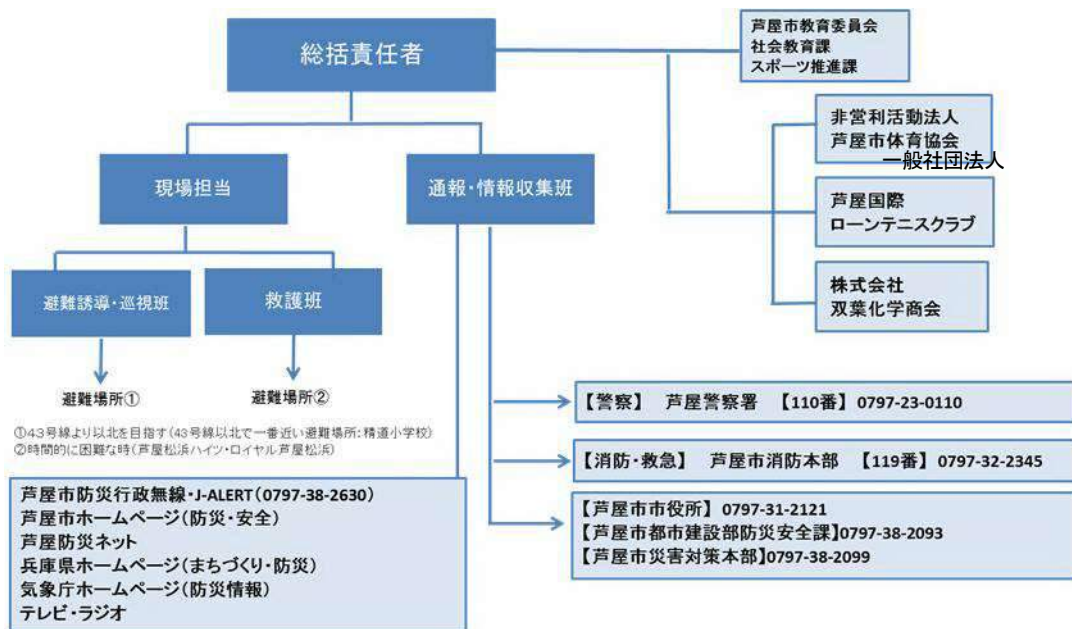 総括責任者
芦屋市教育委員会
社会教育課
スポーツ推進課
非営利活動法人
芦屋市体育協会
一般社団法人
芦屋国際
ローンテニスクラブ
株式会社
双葉化学商会
現場担当
通報・情報収集班
避難誘導・巡視班
救護班
避難場所①
避難場所②
①43号線より以北を目指す(43号線以北で一番近い避難場所:精道小学校)
②時間的に困難な時(芦屋松浜ハイツ・ロイヤル芦屋松浜)
【警察】 芦屋警察署 【110番】 0797-23-0110
【消防・救急】 芦屋市消防本部 【119番】 0797-32-2345
【芦屋市市役所】 0797-31-2121
【芦屋市都市建設部防災安全課】0797-38-2093
【芦屋市災害対策本部】0797-38-2099
芦屋市防災行政無線・J-ALERT(0797-38-2630)
芦屋市ホームページ(防災・安全)
芦屋防災ネット
兵庫県ホームページ(まちづくり・防災)
気象庁ホームページ(防災情報)
テレビ・ラジオ